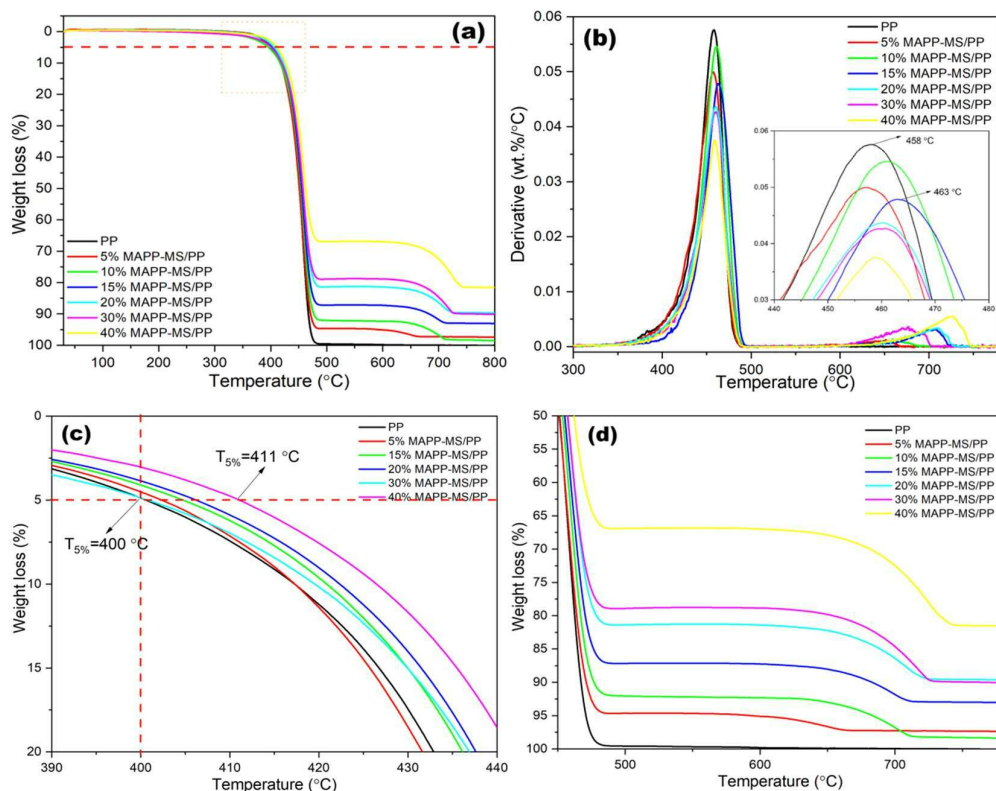 (a)
0
10
20
30
40
50
60
70
80
90
100
Weight loss (%)
PP
5% MAPP-MS/PP
10% MAPP-MS/PP
15% MAPP-MS/PP
20% MAPP-MS/PP
30% MAPP-MS/PP
40% MAPP-MS/PP
100 200 300 400 500 600 700 800
Temperature (°C)
(b)
0.06
0.05
0.04
0.03
0.02
0.01
0.00
Derivative (wt.%/°C)
PP
5% MAPP-MS/PP
10% MAPP-MS/PP
15% MAPP-MS/PP
20% MAPP-MS/PP
30% MAPP-MS/PP
40% MAPP-MS/PP
0.06
0.05
0.04
0.03
458 °C
463 °C
440 450 460 470 480
300 400 500 600 700
Temperature (°C)
(c)
0
5
10
15
20
Weight loss (%)
PP
5% MAPP-MS/PP
15% MAPP-MS/PP
20% MAPP-MS/PP
30% MAPP-MS/PP
40% MAPP-MS/PP
T5%=411 °C
T5%=400 °C
390 400 410 420 430 440
Temperature (°C)
(d)
50
55
60
65
70
75
80
85
90
95
100
Weight loss (%)
PP
5% MAPP-MS/PP
10% MAPP-MS/PP
15% MAPP-MS/PP
20% MAPP-MS/PP
30% MAPP-MS/PP
40% MAPP-MS/PP
500 600 700
Temperature (°C)